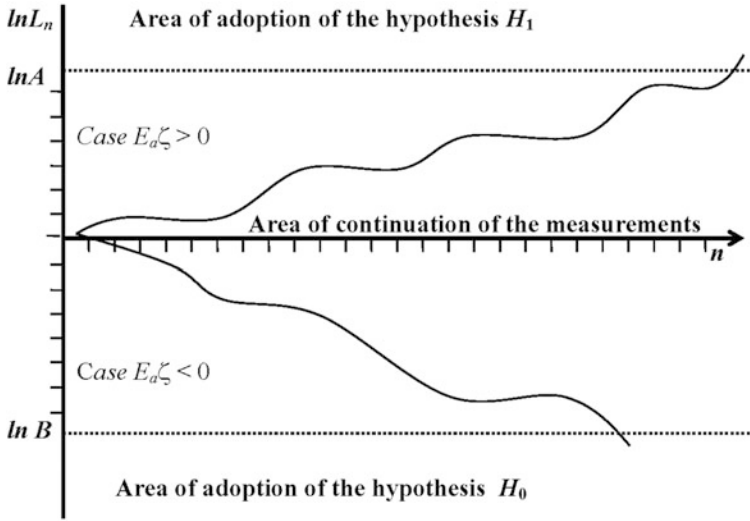 lnLn
Area of adoption of the hypothesis H1
lnA
Case Eaζ > 0
Area of continuation of the measurements
n
Case Eaζ < 0
ln B
Area of adoption of the hypothesis H0